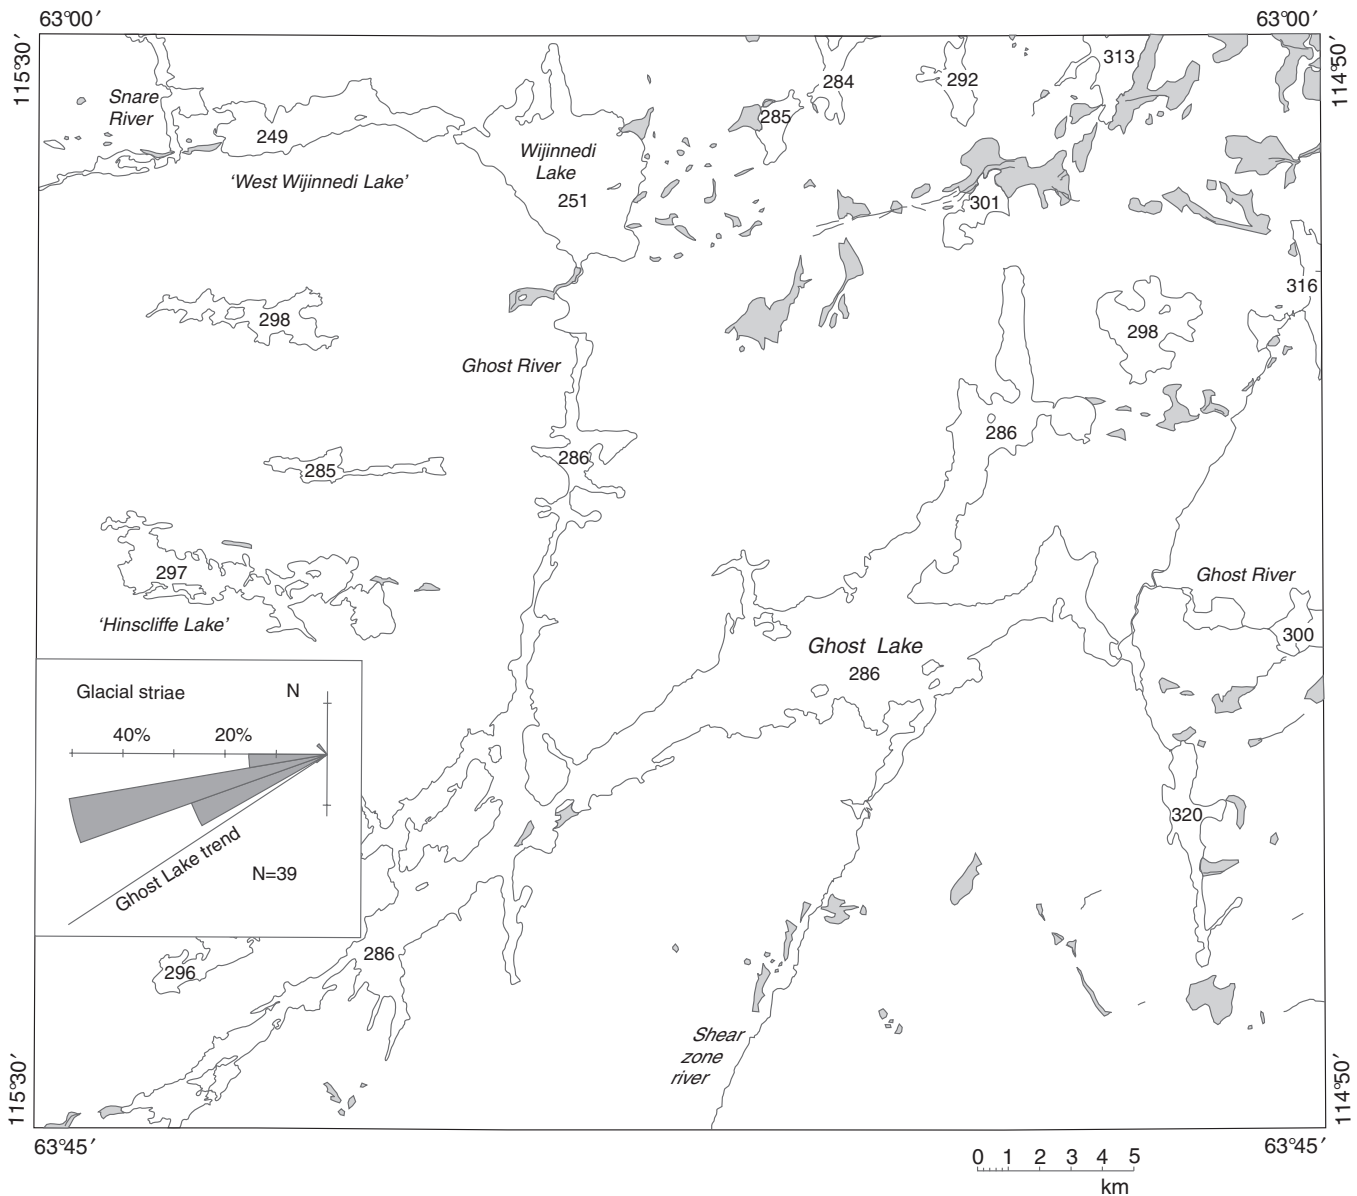 63°00′ 63°00′
115°30′
114°50′
313
284
292
Snare
River
285
249
Wijinnedi
Lake
‘West Wijinnedi Lake’
251
301
316
298
298
Ghost River
286
286
285
297
Ghost River
‘Hinscliffe Lake’
300
Ghost Lake
286
Glacial striae
N
40% 20%
Ghost Lake trend
N=39
320
286
296
Shear
zone
river
115°30′
114°50′
63°45′ 63°45′
0 1 2 3 4 5
km